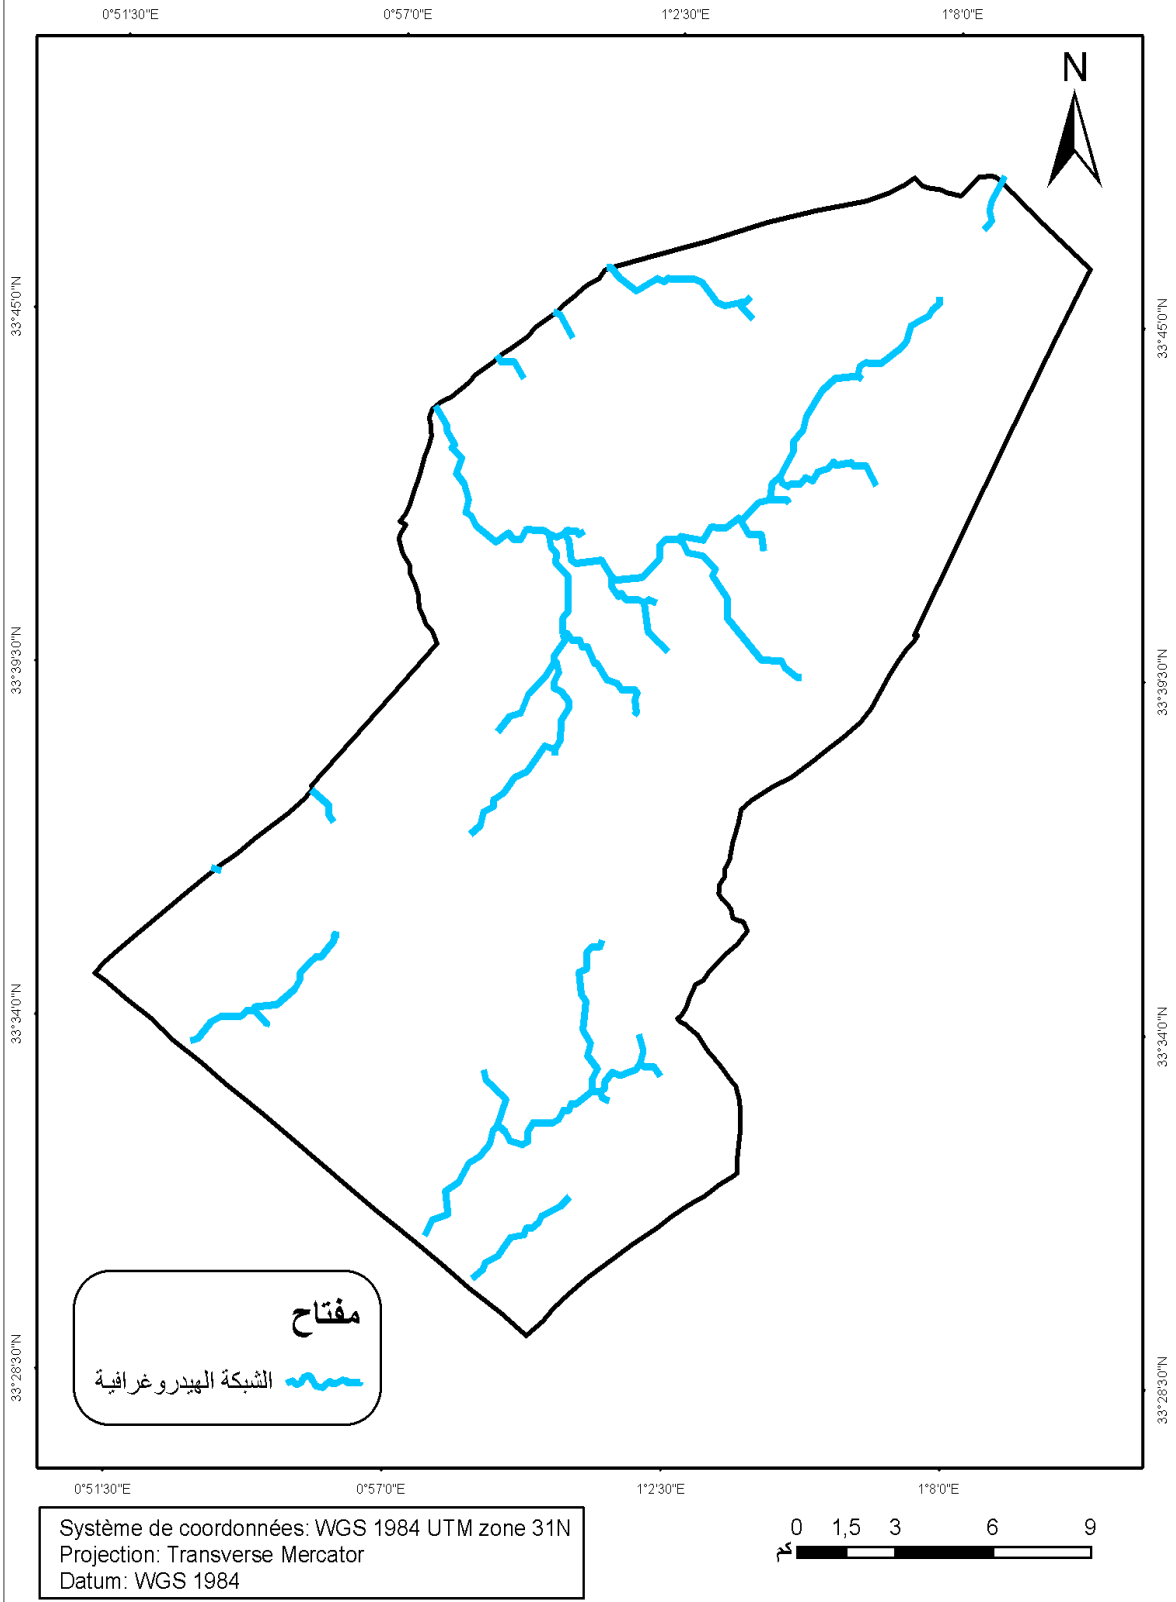 0°51'30"E 0°57'0"E 1°2'30"E 1°8'0"E
N
33°45'0"N
33°45'0"N
33°39'30"N
33°39'30"N
33°34'0"N
33°34'0"N
33°28'30"N
33°28'30"N
مفتاح
الشبكة الهيدروغرافية
0°51'30"E 0°57'0"E 1°2'30"E 1°8'0"E
Système de coordonnées: WGS 1984 UTM zone 31N
Projection: Transverse Mercator
Datum: WGS 1984
0 1,5 3 6 9
كم